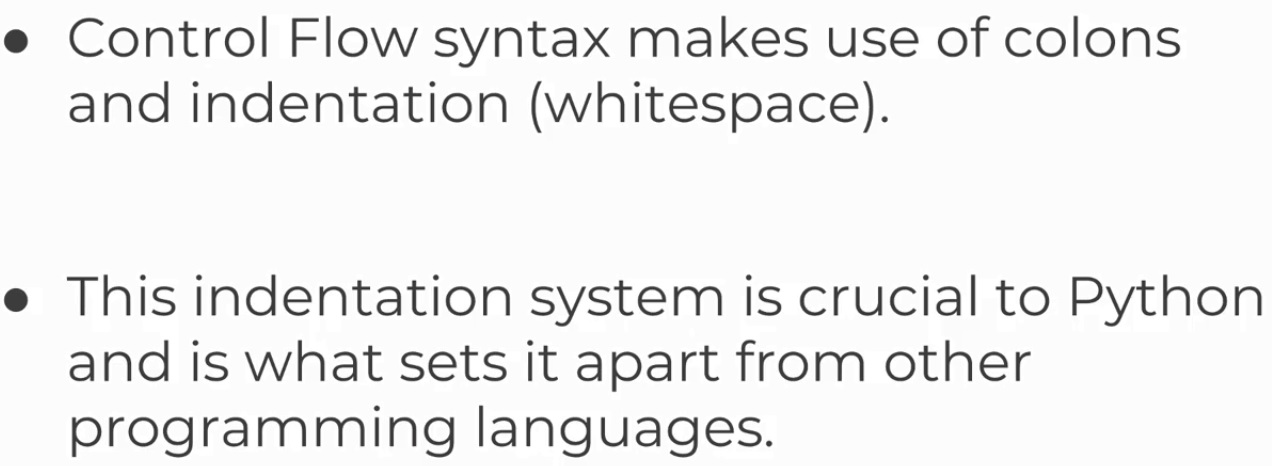 ● Control Flow syntax makes use of colons
and indentation (whitespace).
● This indentation system is crucial to Python
and is what sets it apart from other
programming languages.